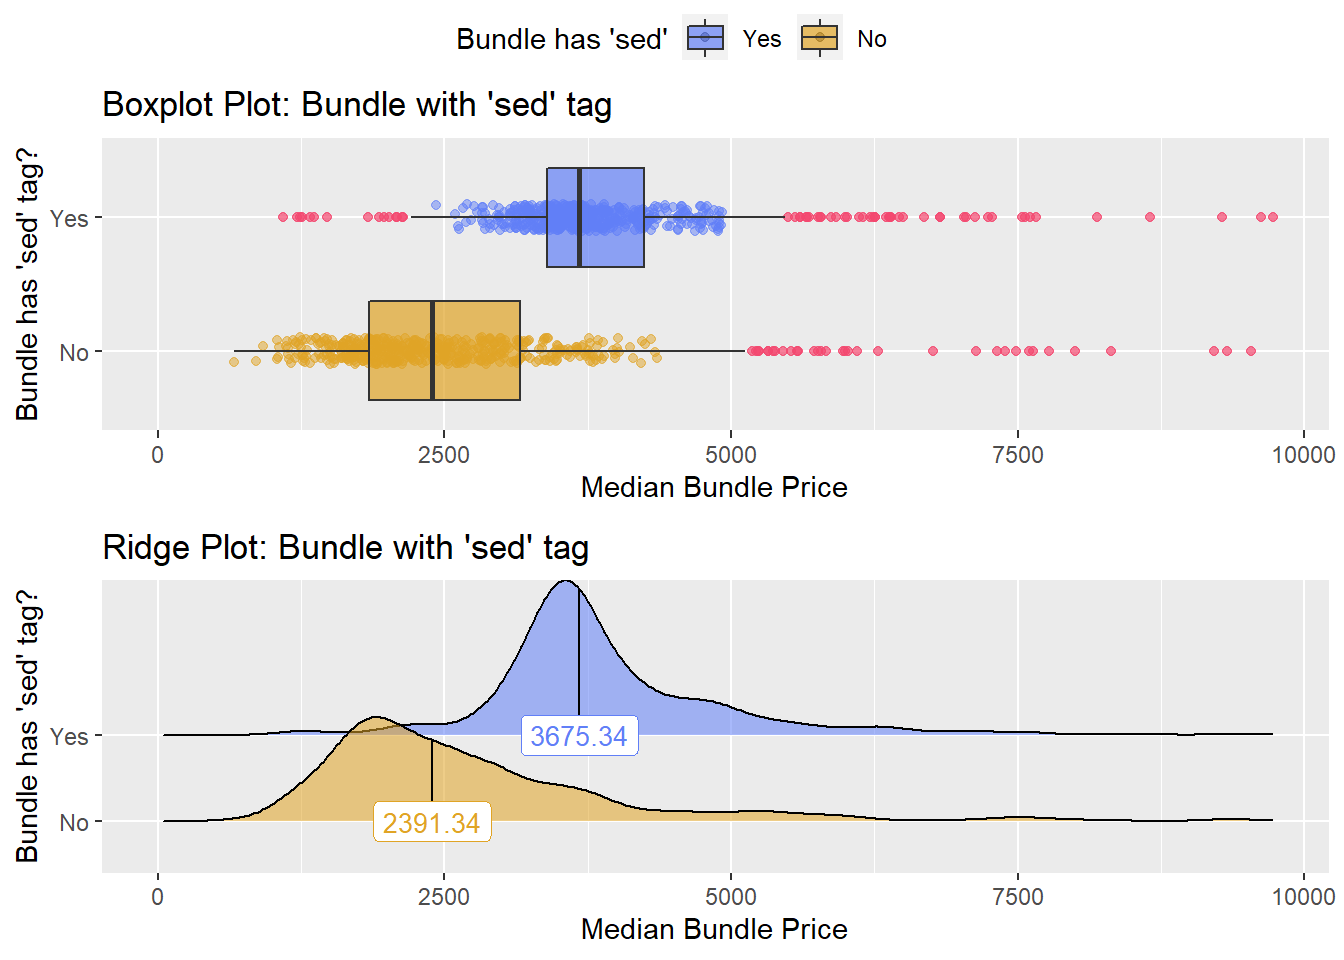 Bundle has 'sed' Yes No
Boxplot Plot: Bundle with 'sed' tag
Bundle has 'sed' tag?
Yes
No
0 2500 5000 7500 10000
Median Bundle Price
Ridge Plot: Bundle with 'sed' tag
Bundle has 'sed' tag?
Yes
3675.34
No
2391.34
0 2500 5000 7500 10000
Median Bundle Price